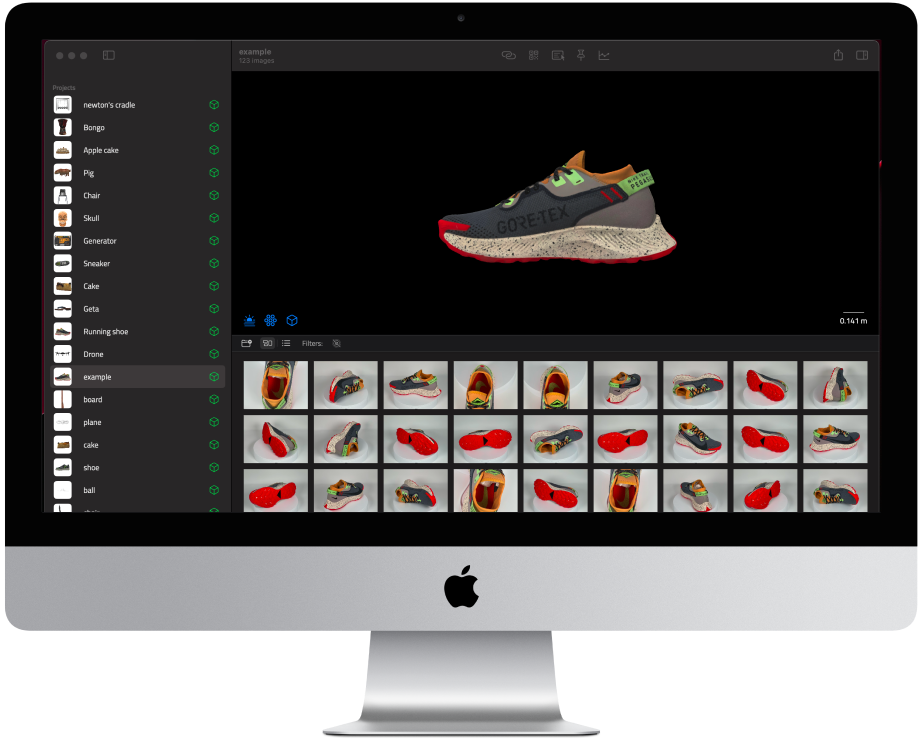 example
123 images
Projects
newton's cradle
Bongo
Apple cake
Pig
Chair
Skull
Generator
Sneaker
Cake
Geta
Running shoe
Drone
example
board
plane
cake
shoe
ball
GORE-TEX
0.141 m
Filters: